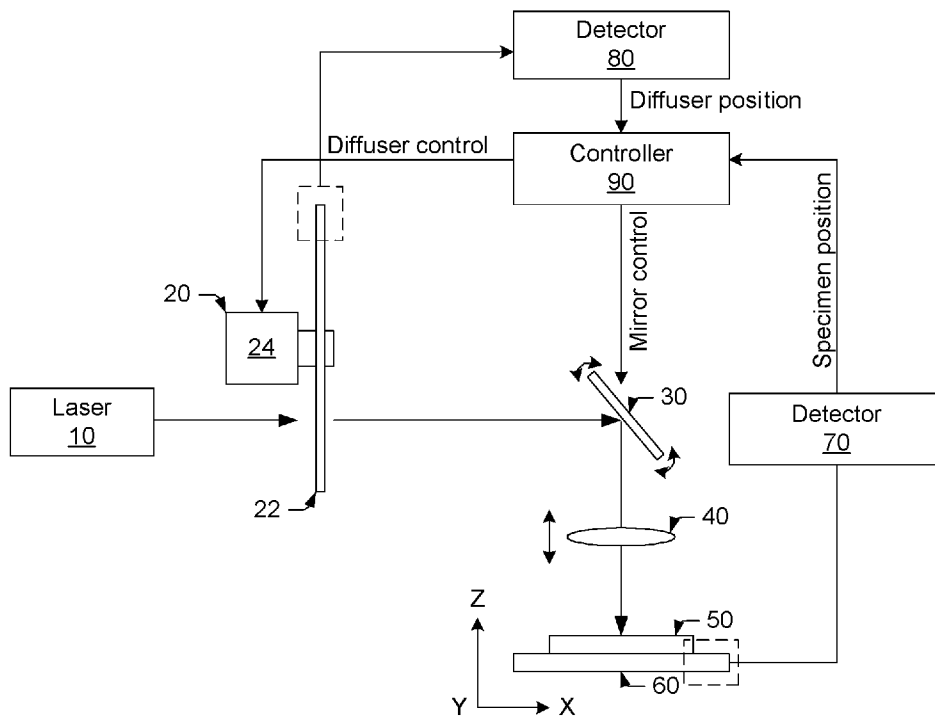 Detector
80
Diffuser position
Diffuser control
Controller
90
Mirror control
Specimen position
20
24
30
Laser
10
Detector
70
22
40
Z
50
60
Y
X